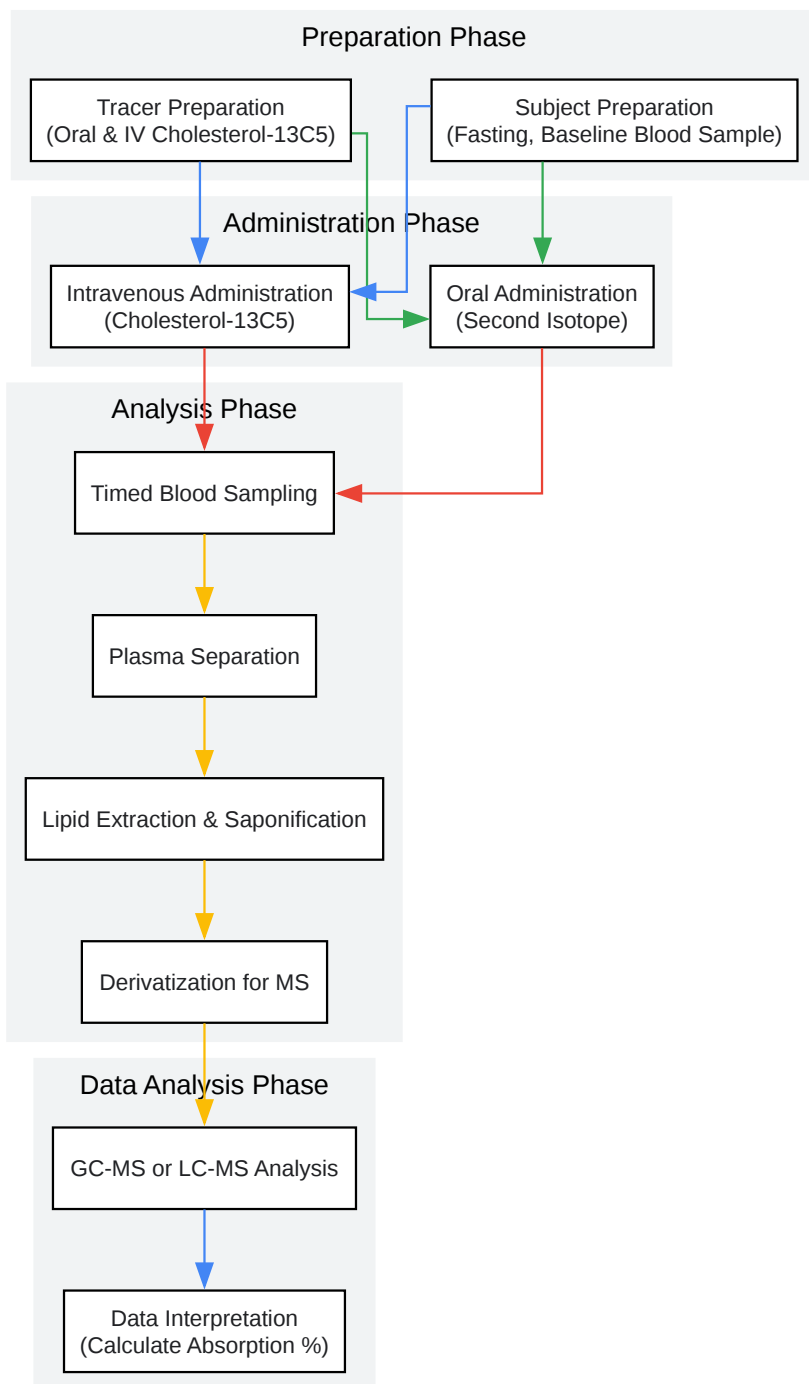 Preparation Phase
Tracer Preparation
(Oral & IV Cholesterol-13C5)
Subject Preparation
(Fasting, Baseline Blood Sample)
Administration Phase
Intravenous Administration
(Cholesterol-13C5)
Oral Administration
(Second Isotope)
Analysis Phase
Timed Blood Sampling
Plasma Separation
Lipid Extraction & Saponification
Derivatization for MS
Data Analysis Phase
GC-MS or LC-MS Analysis
Data Interpretation
(Calculate Absorption %)